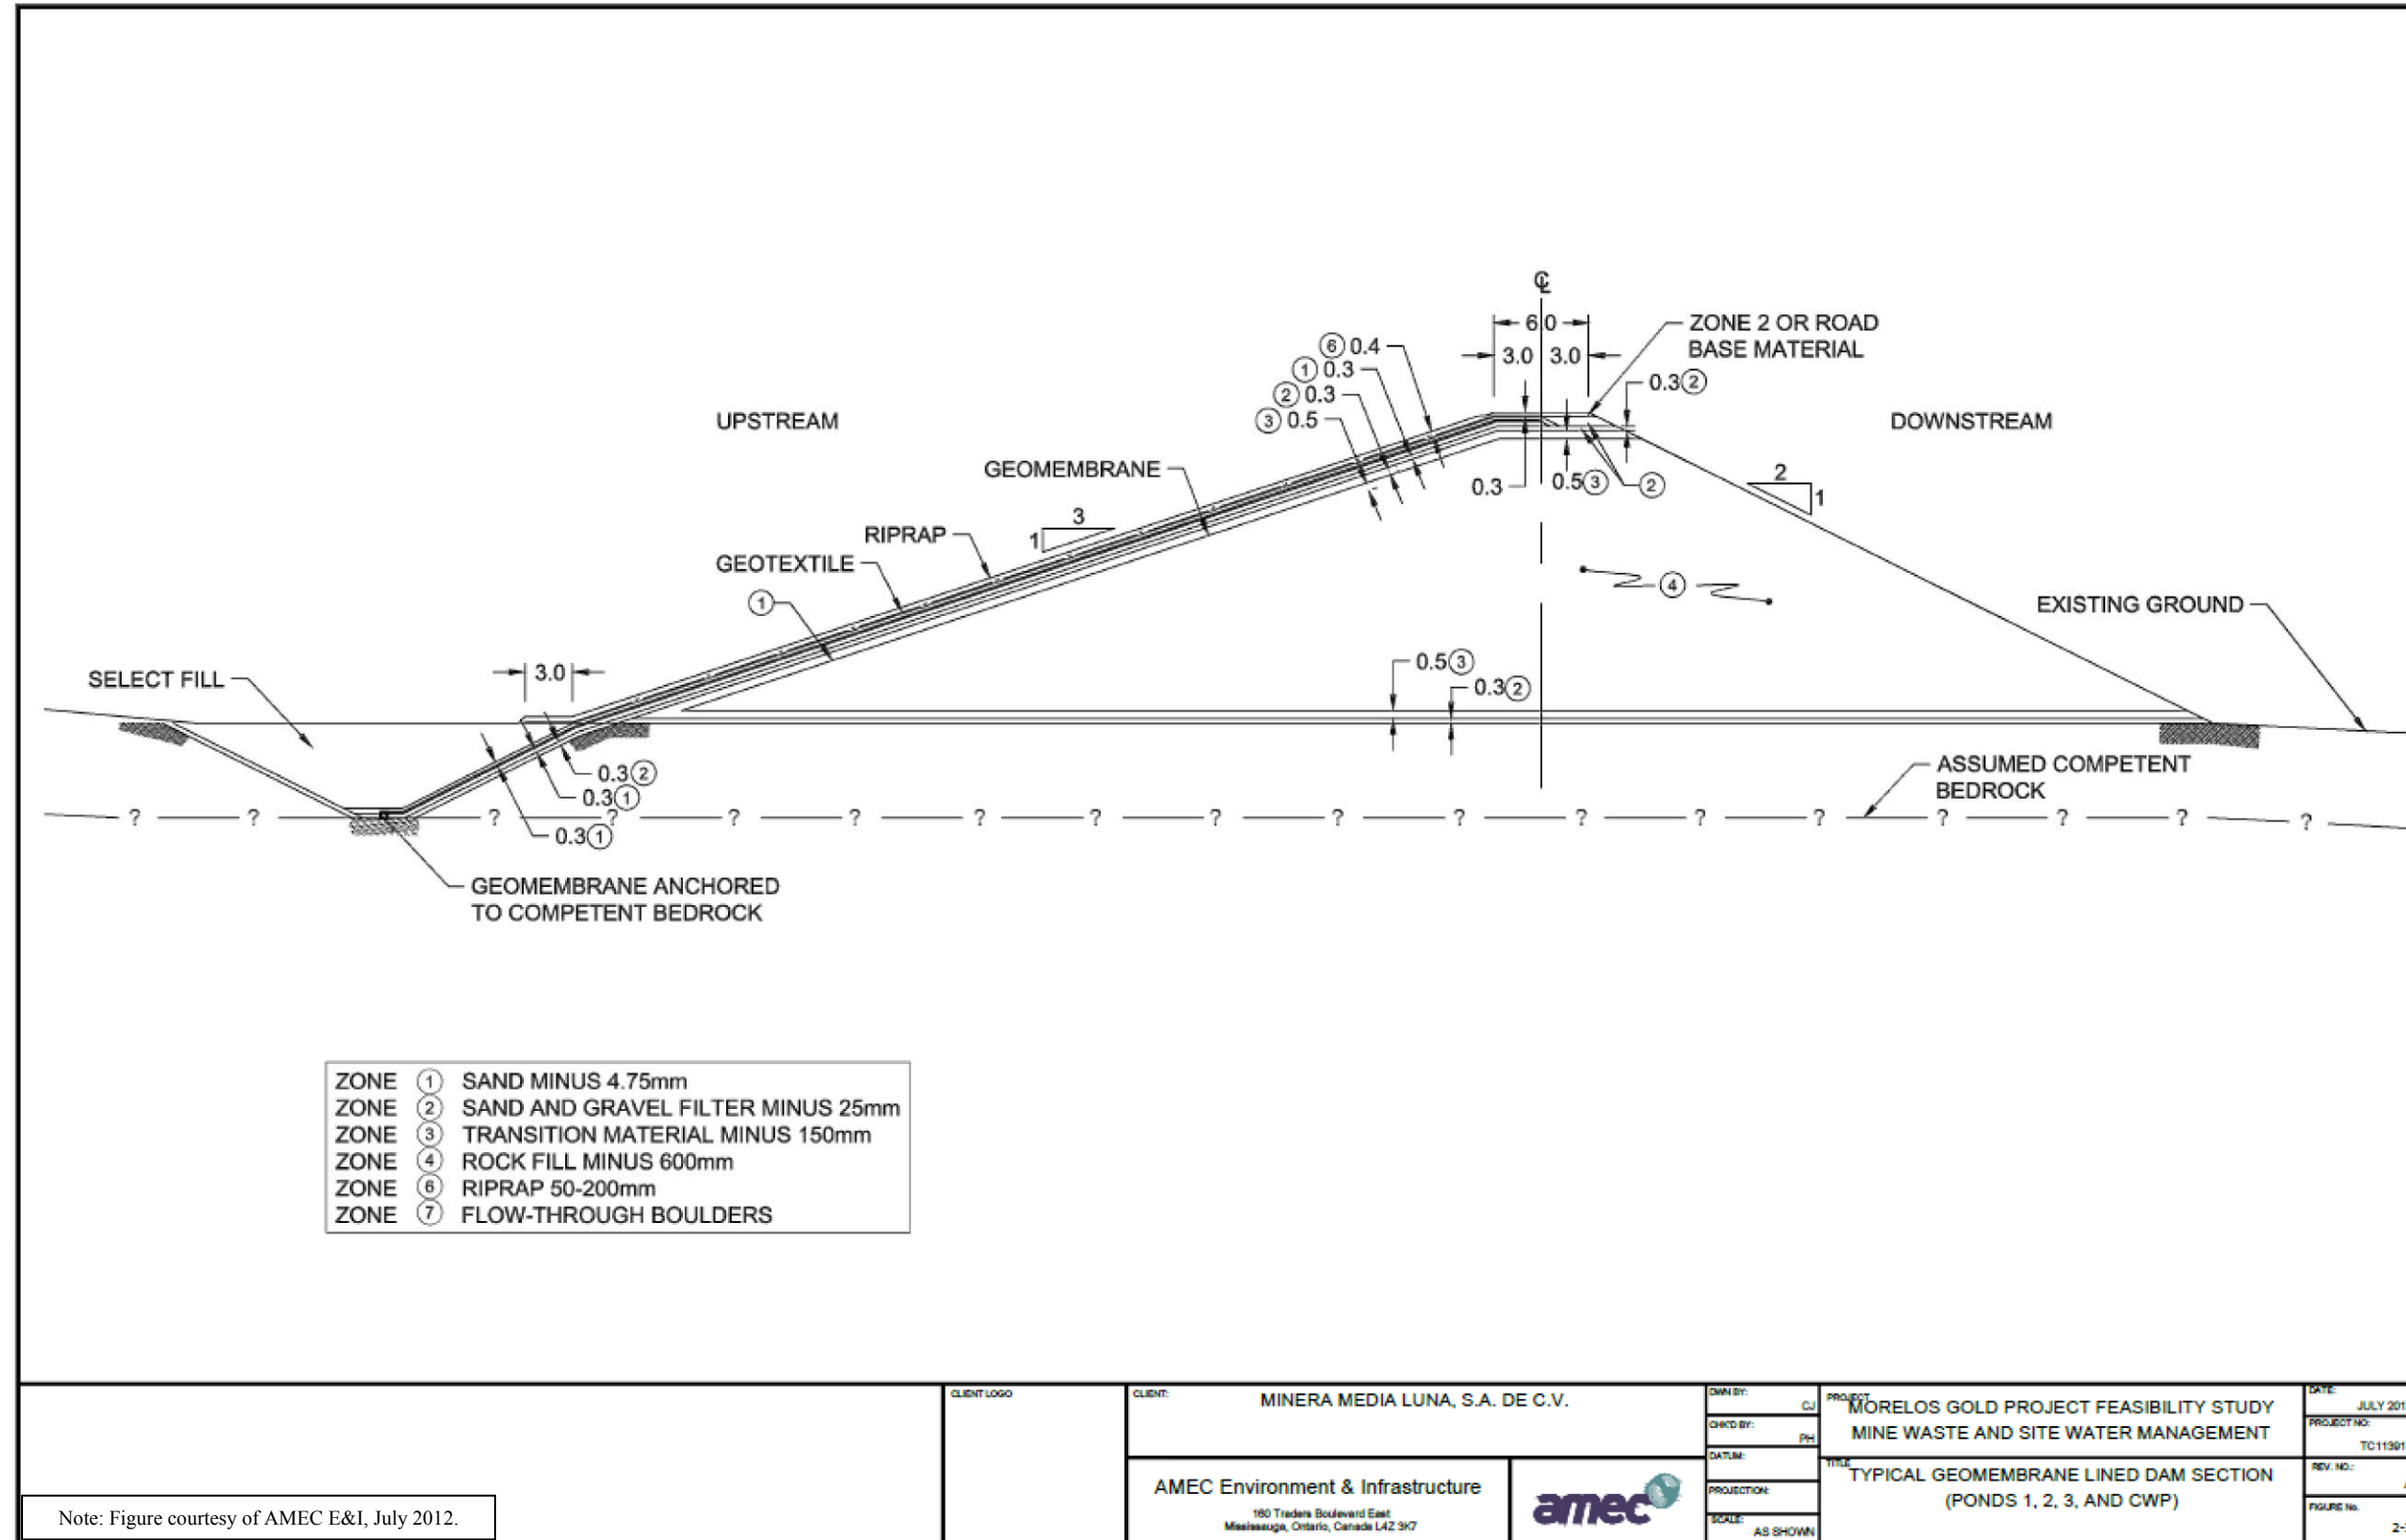 ℄
6.0
3.0 3.0
ZONE 2 OR ROAD
BASE MATERIAL
⑥ 0.4
① 0.3
② 0.3
③ 0.5
0.3②
UPSTREAM
DOWNSTREAM
GEOMEMBRANE
0.3
0.5③
②
2
1
3
1
RIPRAP
GEOTEXTILE
①
④
EXISTING GROUND
SELECT FILL
3.0
0.5③
0.3②
0.3②
0.3①
0.3①
ASSUMED COMPETENT
BEDROCK
? ? ? ? ? ? ? ? ? ? ? ? ? ? ? ? ? ? ?
GEOMEMBRANE ANCHORED
TO COMPETENT BEDROCK
ZONE ① SAND MINUS 4.75mm
ZONE ② SAND AND GRAVEL FILTER MINUS 25mm
ZONE ③ TRANSITION MATERIAL MINUS 150mm
ZONE ④ ROCK FILL MINUS 600mm
ZONE ⑥ RIPRAP 50-200mm
ZONE ⑦ FLOW-THROUGH BOULDERS
Note: Figure courtesy of AMEC E&I, July 2012.
CLIENT LOGO
CLIENT:
MINERA MEDIA LUNA, S.A. DE C.V.
AMEC Environment & Infrastructure
160 Traders Boulevard East
Mississauga, Ontario, Canada L4Z 3K7
amec
DWN BY:
CJ
CHK'D BY:
PH
DATUM:
PROJECTION:
SCALE:
AS SHOWN
PROJECT
MORELOS GOLD PROJECT FEASIBILITY STUDY
MINE WASTE AND SITE WATER MANAGEMENT
TITLE
TYPICAL GEOMEMBRANE LINED DAM SECTION
(PONDS 1, 2, 3, AND CWP)
DATE:
JULY 201
PROJECT NO:
TC11391
REV. NO.:
FIGURE No.
2-